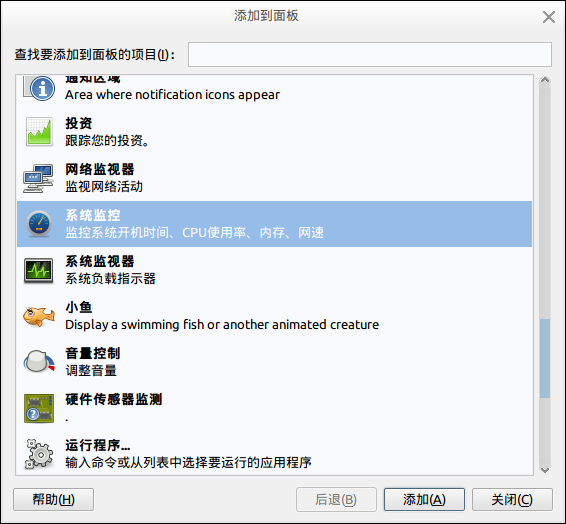 添加到面板
查找要添加到面板的项目(I)：
通知区域
Area where notification icons appear
投资
跟踪您的投资。
网络监视器
监视网络活动
系统监控
监控系统开机时间、CPU使用率、内存、网速
系统监视器
系统负载指示器
小鱼
Display a swimming fish or another animated creature
音量控制
调整音量
硬件传感器监测
.
运行程序...
输入命令或从列表中选择要运行的应用程序
帮助(H)
后退(B)
添加(A)
关闭(C)